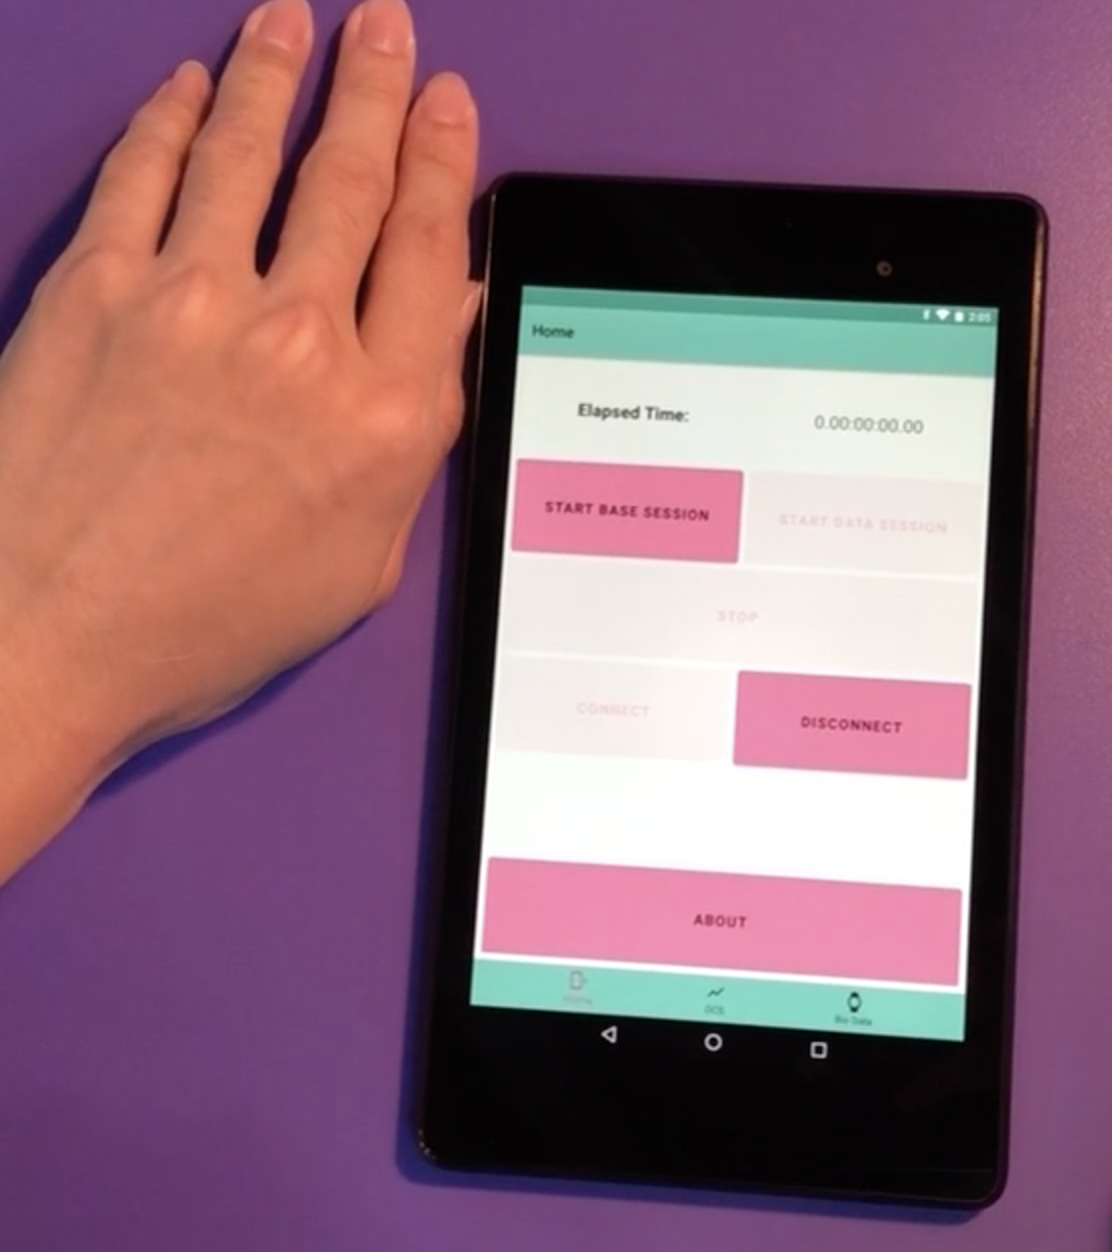 2:05
Home
Elapsed Time: 0.00:00:00.00
START BASE SESSION START DATA SESSION
STOP
CONNECT DISCONNECT
ABOUT
Home DCS Bio Data